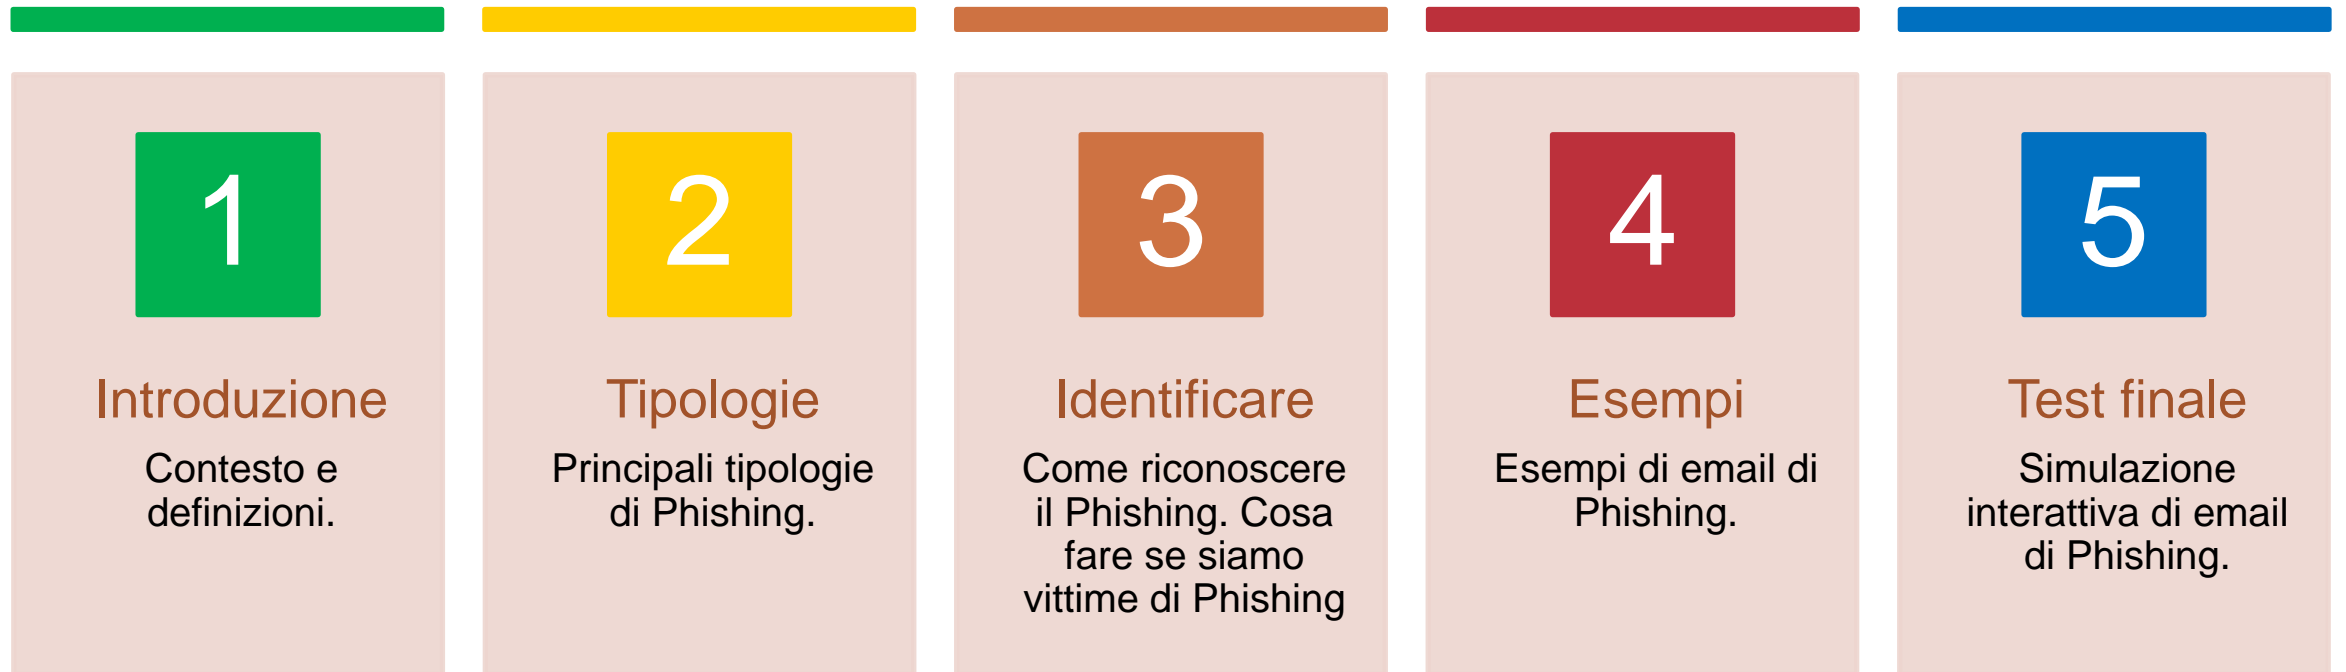 1
Introduzione
Contesto e
definizioni.
2
Tipologie
Principali tipologie
di Phishing.
3
Identificare
Come riconoscere
il Phishing. Cosa
fare se siamo
vittime di Phishing
4
Esempi
Esempi di email di
Phishing.
5
Test finale
Simulazione
interattiva di email
di Phishing.